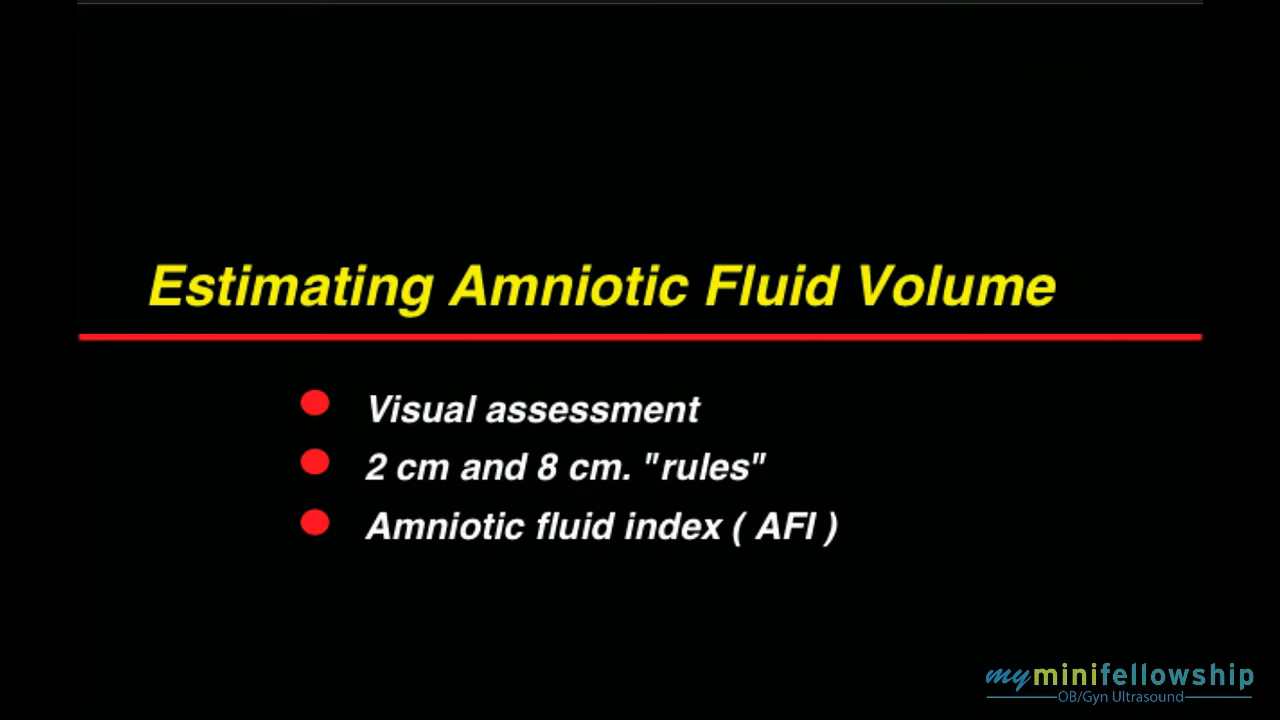 Estimating Amniotic Fluid Volume
Visual assessment
2 cm and 8 cm. "rules"
Amniotic fluid index ( AFI )
myminifellowship
OB/Gyn Ultrasound